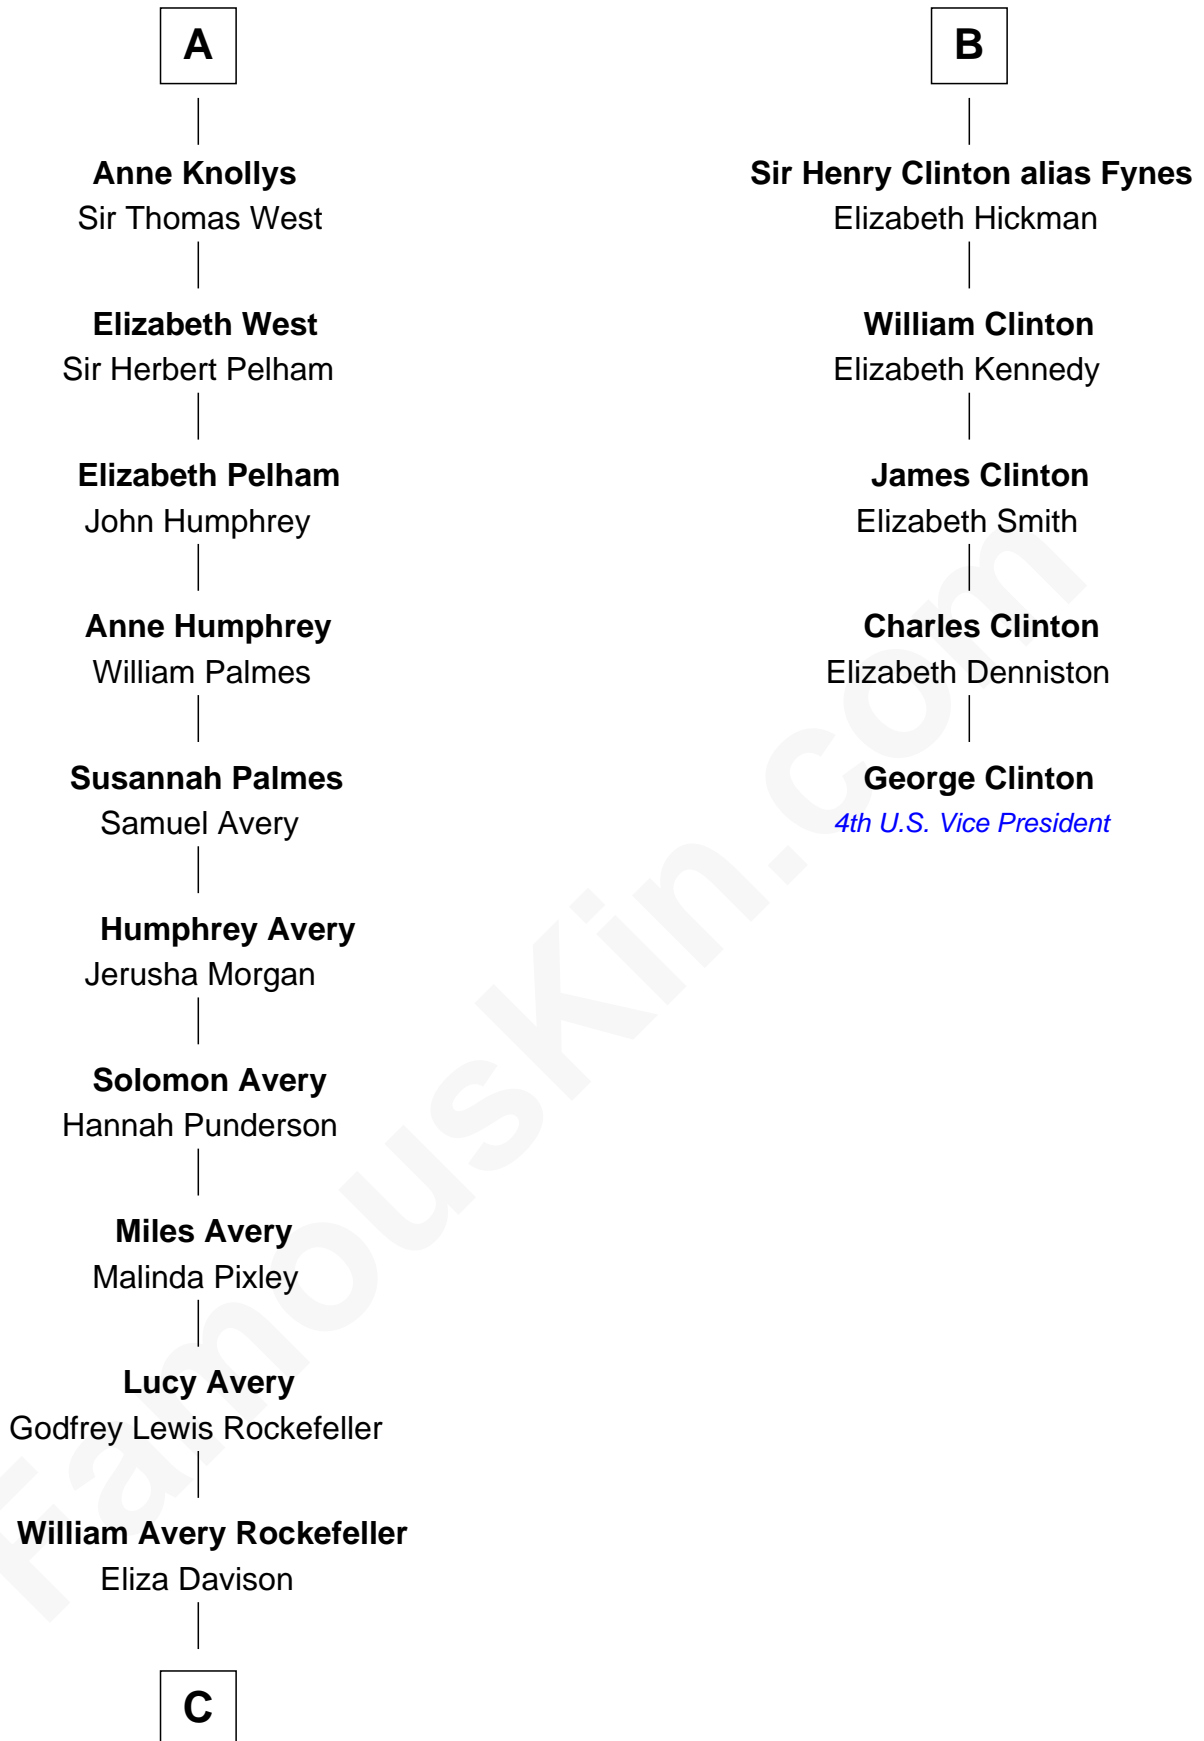 A
Anne Knollys
Sir Thomas West
Elizabeth West
Sir Herbert Pelham
Elizabeth Pelham
John Humphrey
Anne Humphrey
William Palmes
Susannah Palmes
Samuel Avery
Humphrey Avery
Jerusha Morgan
Solomon Avery
Hannah Punderson
Miles Avery
Malinda Pixley
Lucy Avery
Godfrey Lewis Rockefeller
William Avery Rockefeller
Eliza Davison
C
B
Sir Henry Clinton alias Fynes
Elizabeth Hickman
William Clinton
Elizabeth Kennedy
James Clinton
Elizabeth Smith
Charles Clinton
Elizabeth Denniston
George Clinton
4th U.S. Vice President
FamousKin.com